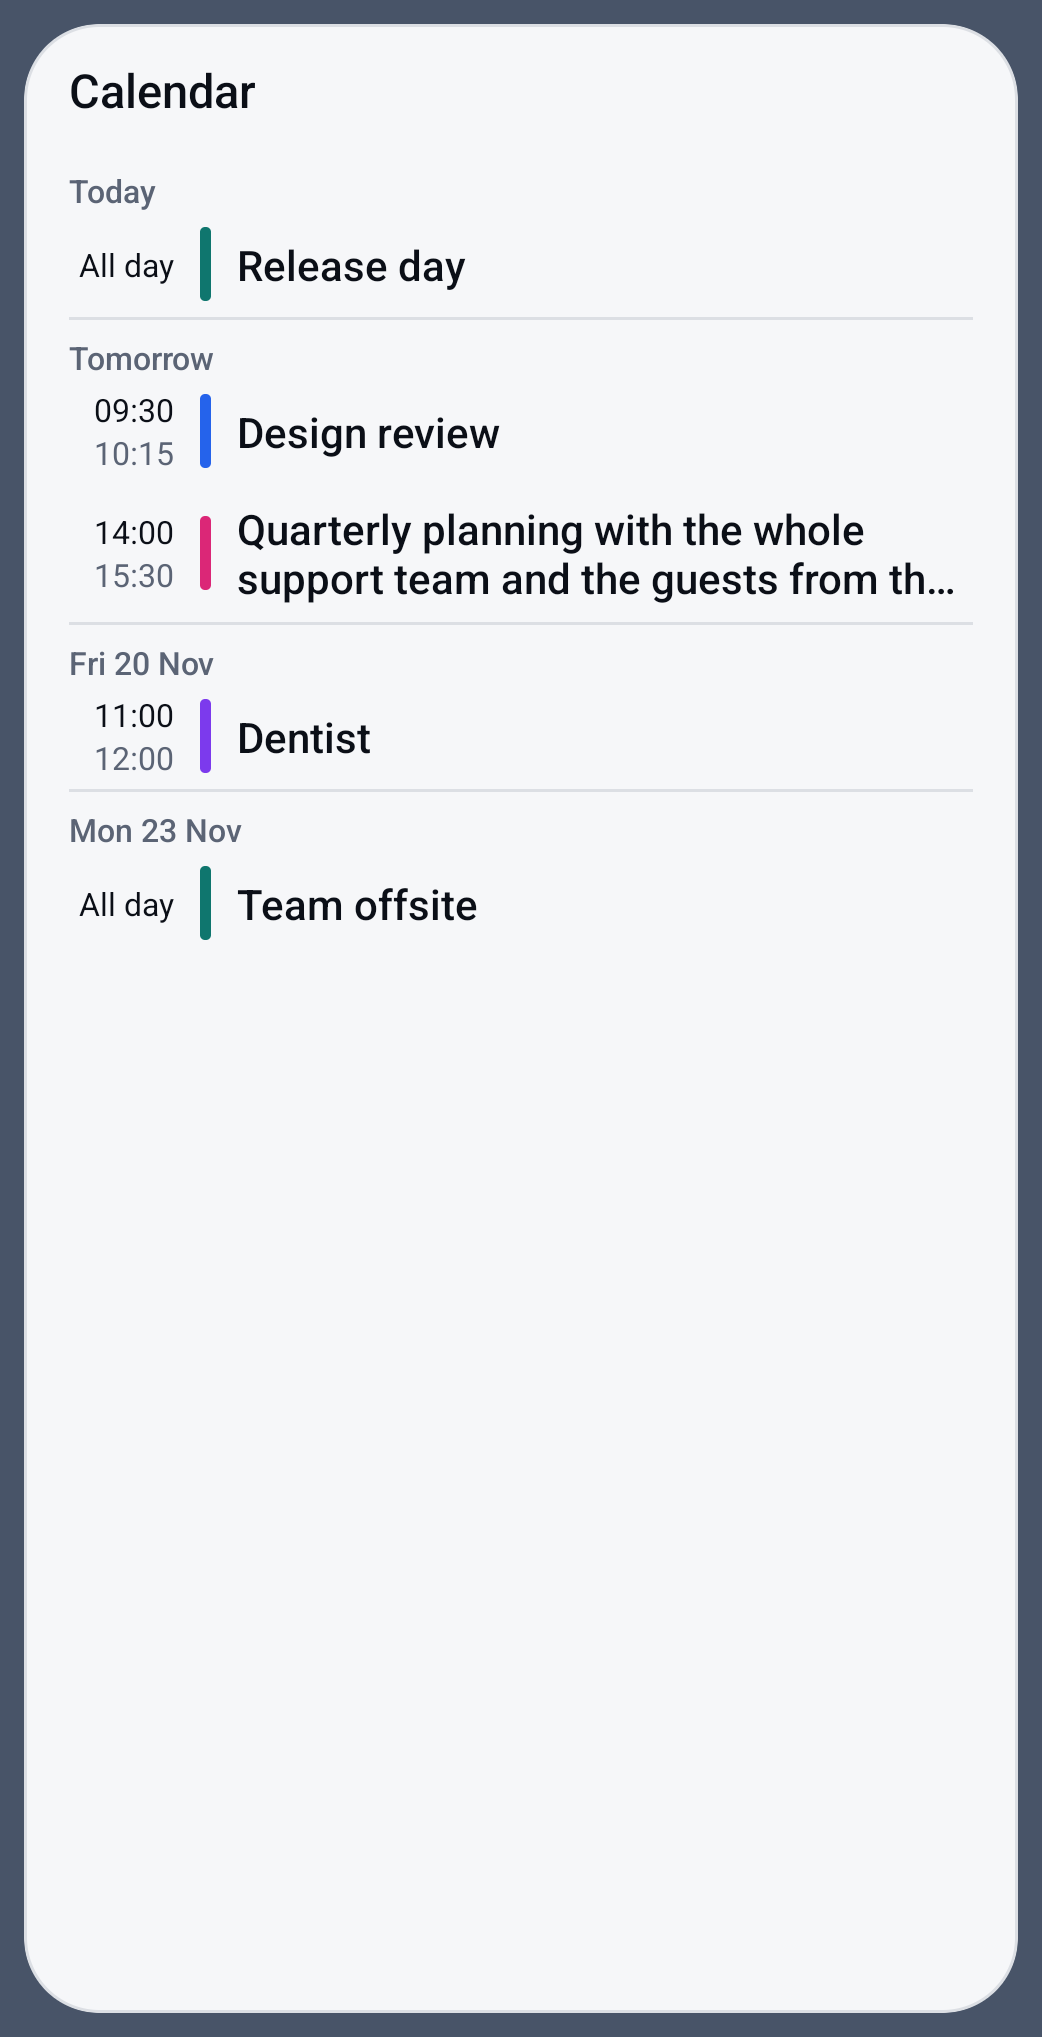 Calendar
Today
All day
Release day
Tomorrow
09:30
10:15
Design review
14:00
15:30
Quarterly planning with the whole
support team and the guests from th…
Fri 20 Nov
11:00
12:00
Dentist
Mon 23 Nov
All day
Team offsite